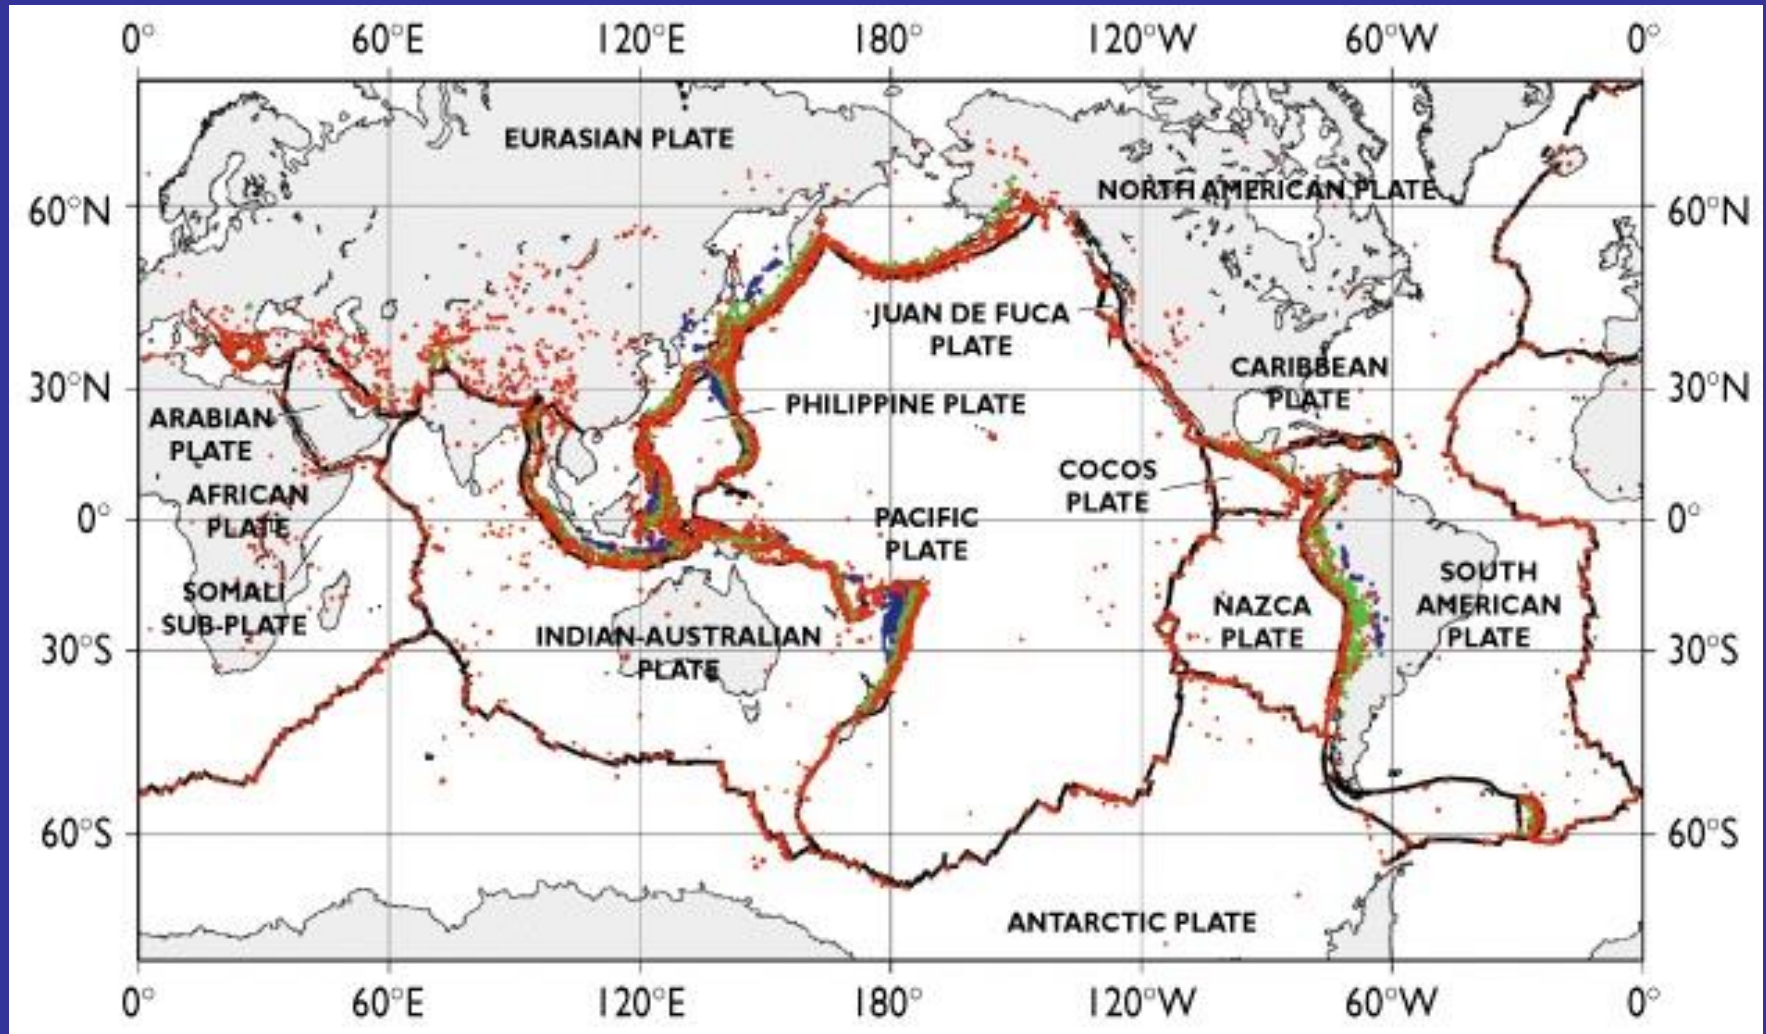 0° 60°E 120°E 180° 120°W 60°W 0°
EURASIAN PLATE
NORTH AMERICAN PLATE
60°N 60°N
JUAN DE FUCA
PLATE
CARIBBEAN
PLATE
30°N 30°N
ARABIAN
PLATE
PHILIPPINE PLATE
COCOS
PLATE
AFRICAN
PLATE
0° 0°
PACIFIC
PLATE
SOMALI
SUB-PLATE
INDIAN-AUSTRALIAN
PLATE
NAZCA
PLATE
SOUTH
AMERICAN
PLATE
30°S 30°S
60°S 60°S
ANTARCTIC PLATE
0° 60°E 120°E 180° 120°W 60°W 0°